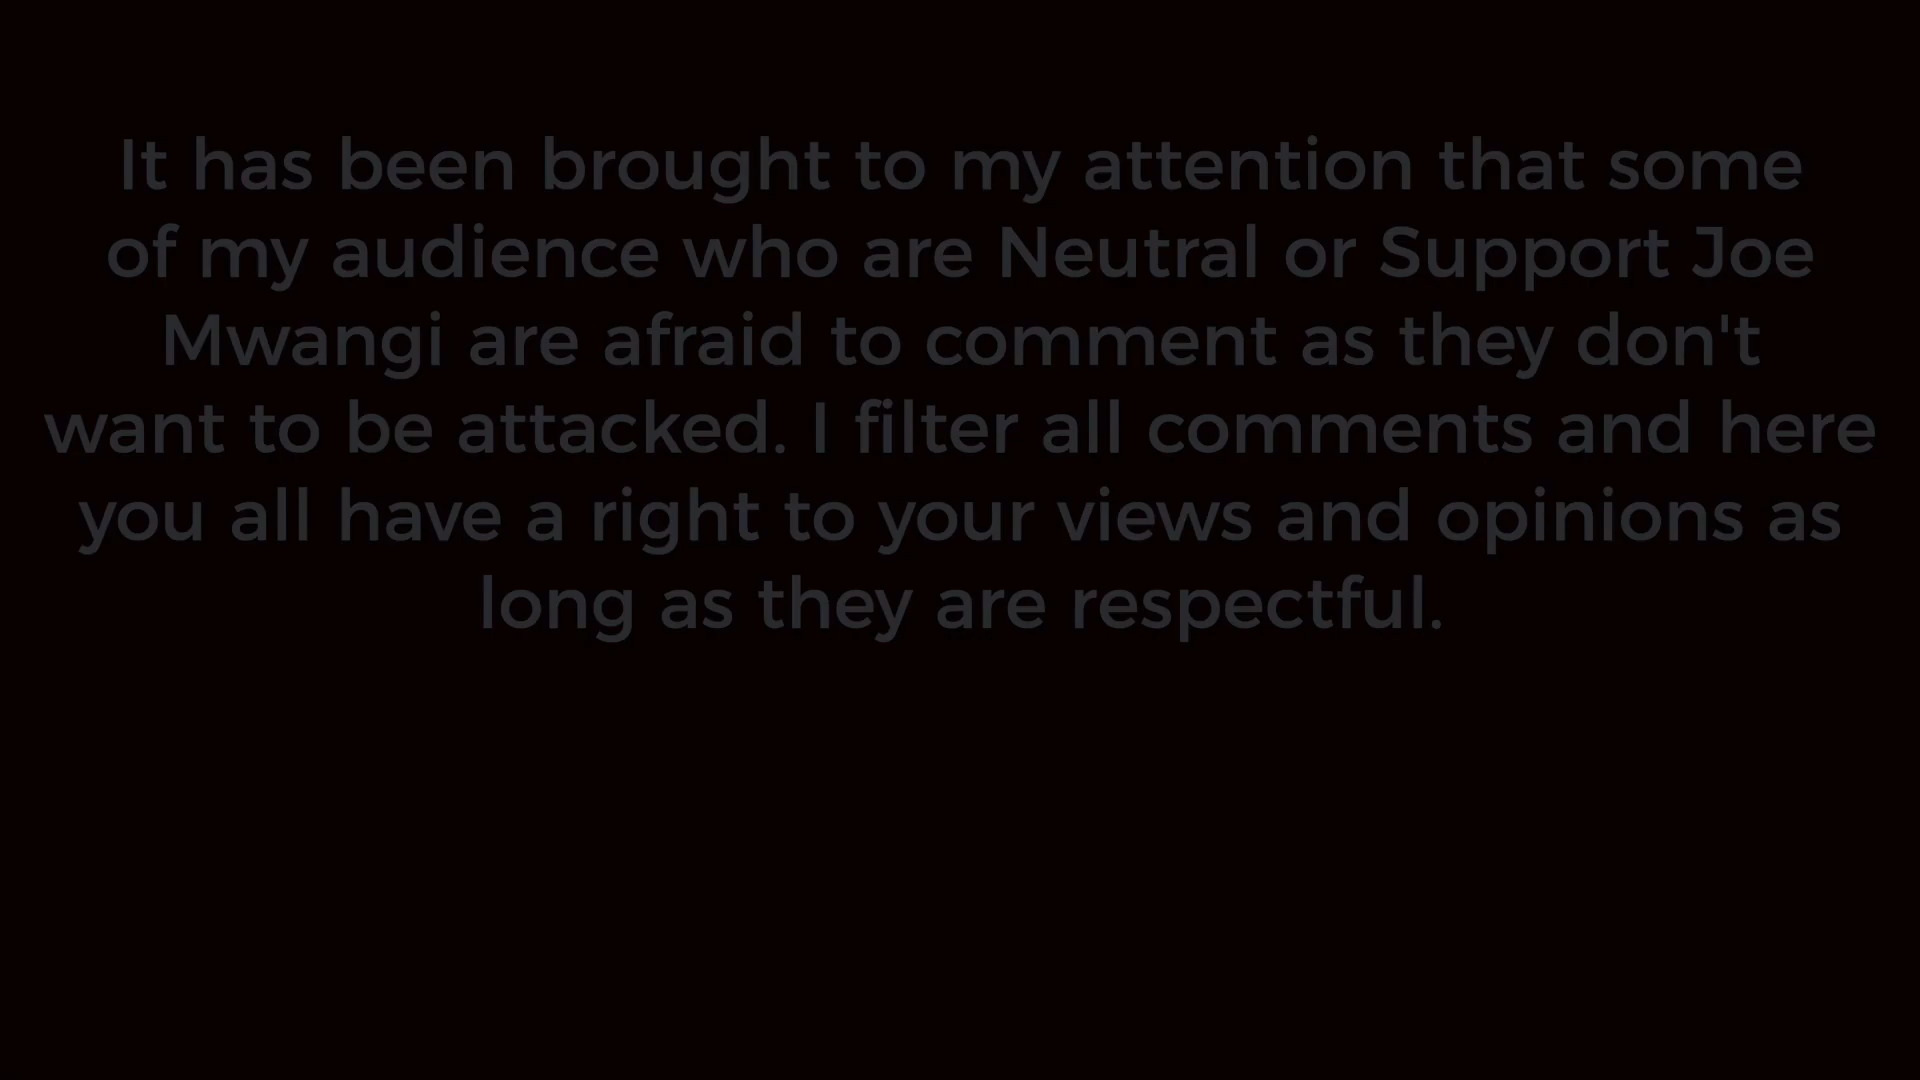 It has been brought to my attention that some
of my audience who are Neutral or Support Joe
Mwangi are afraid to comment as they don't
want to be attacked. I filter all comments and here
you all have a right to your views and opinions as
long as they are respectful.